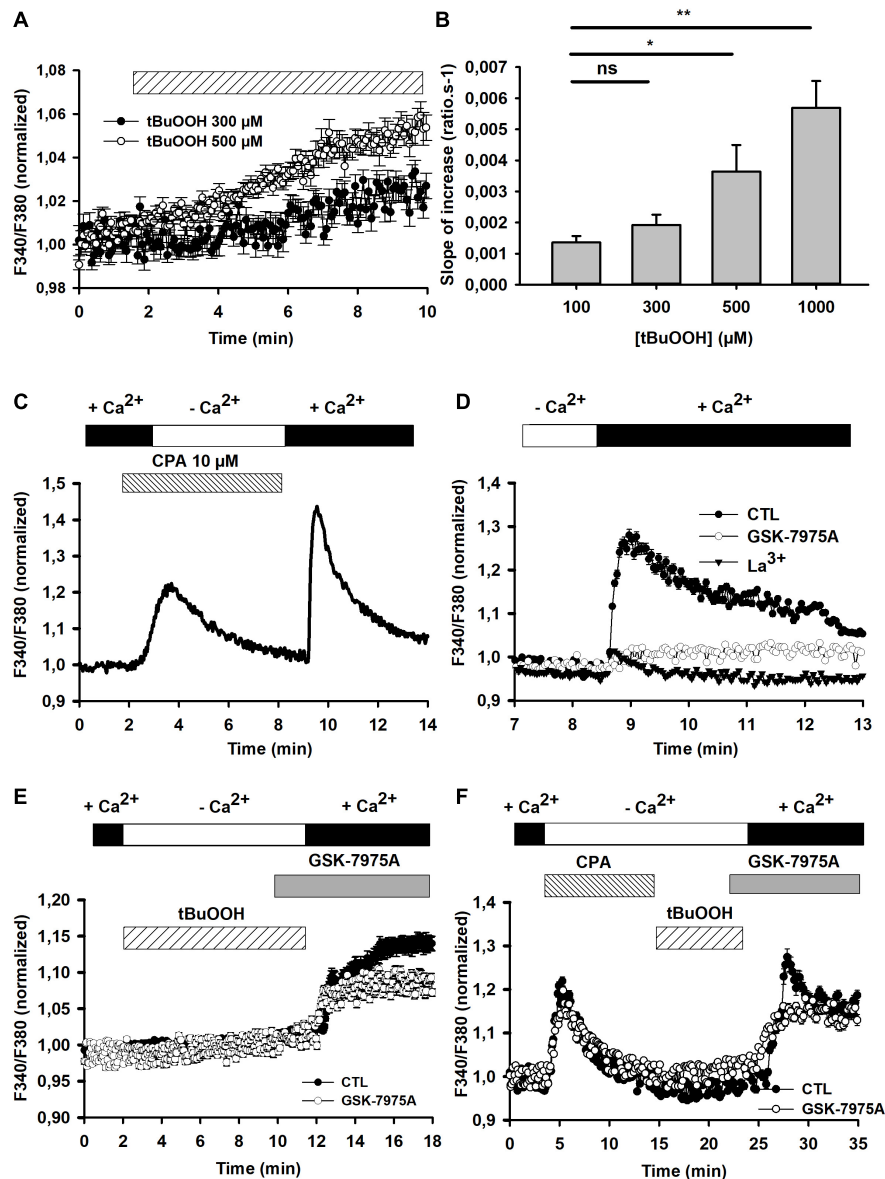 A
F340/F380 (normalized)
1,08
1,06
1,04
1,02
1,00
0,98
tBuOOH 300 µM
tBuOOH 500 µM
0 2 4 6 8 10
Time (min)
B
Slope of increase (ratio.s-1)
**
*
ns
0,007
0,006
0,005
0,004
0,003
0,002
0,001
0,000
100 300 500 1000
[tBuOOH] (µM)
C
+ Ca2+ - Ca2+ + Ca2+
CPA 10 µM
F340/F380 (normalized)
1,5
1,4
1,2
1,0
0,9
0 2 4 6 8 10 12 14
Time (min)
D
- Ca2+ + Ca2+
F340/F380 (normalized)
1,4
1,3
1,2
1,1
1,0
0,9
CTL
GSK-7975A
La3+
7 8 9 10 11 12 13
Time (min)
E
+ Ca2+ - Ca2+ + Ca2+
GSK-7975A
tBuOOH
F340/F380 (normalized)
1,20
1,15
1,10
1,05
1,00
0,95
0,90
CTL
GSK-7975A
0 2 4 6 8 10 12 14 16 18
Time (min)
F
+ Ca2+ - Ca2+ + Ca2+
CPA
GSK-7975A
tBuOOH
F340/F380 (normalized)
1,4
1,3
1,2
1,1
1,0
0,9
CTL
GSK-7975A
0 5 10 15 20 25 30 35
Time (min)